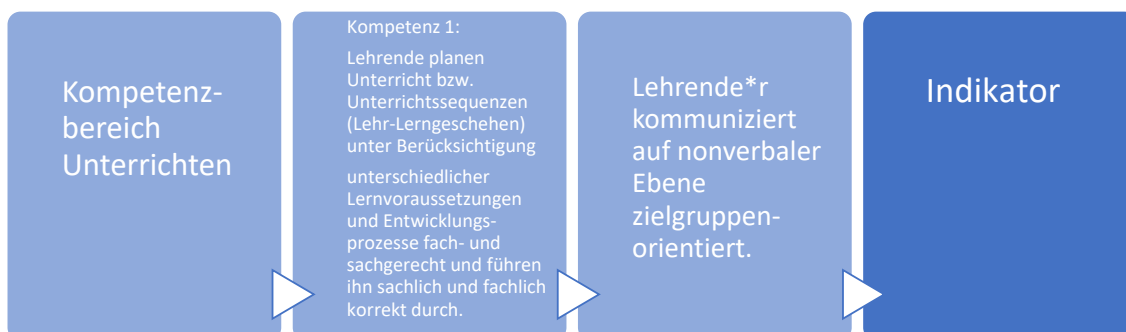 Kompetenz-
bereich
Unterrichten
Kompetenz 1:
Lehrende planen
Unterricht bzw.
Unterrichtssequenzen
(Lehr-Lerngeschehen)
unter Berücksichtigung
unterschiedlicher
Lernvoraussetzungen
und Entwicklungs-
prozesse fach- und
sachgerecht und führen
ihn sachlich und fachlich
korrekt durch.
Lehrende*r
kommuniziert
auf nonverbaler
Ebene
zielgruppen-
orientiert.
Indikator